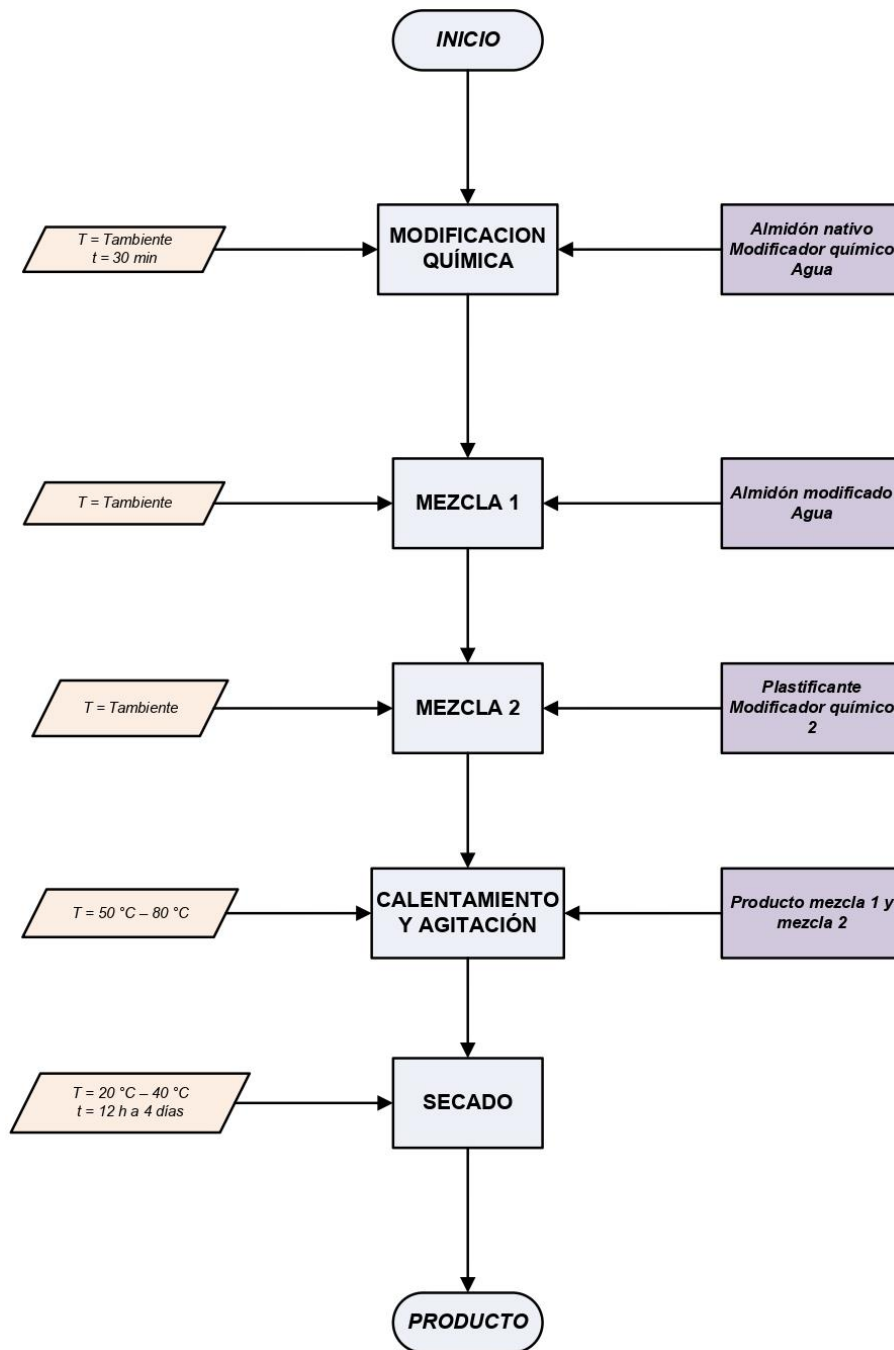 INICIO
T = Tambiente
t = 30 min
MODIFICACION
QUÍMICA
Almidón nativo
Modificador químico
Agua
T = Tambiente
MEZCLA 1
Almidón modificado
Agua
T = Tambiente
MEZCLA 2
Plastificante
Modificador químico
2
T = 50 °C – 80 °C
CALENTAMIENTO
Y AGITACIÓN
Producto mezcla 1 y
mezcla 2
T = 20 °C – 40 °C
t = 12 h a 4 días
SECADO
PRODUCTO